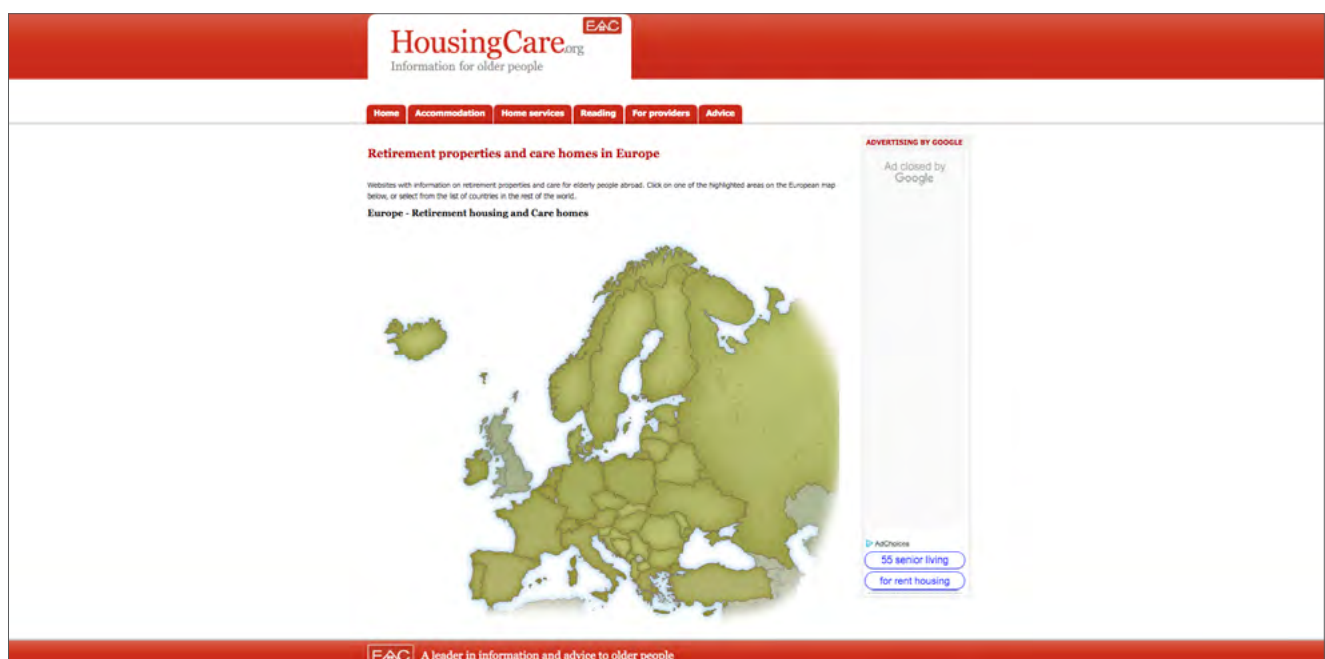 EAC
HousingCare.org
Information for older people
Home Accommodation Home services Reading For providers Advice
Retirement properties and care homes in Europe
Websites with information on retirement properties and care for elderly people abroad. Click on one of the highlighted areas on the European map
below, or select from the list of countries in the rest of the world.
Europe - Retirement housing and Care homes
ADVERTISING BY GOOGLE
Ad closed by
Google
AdChoices
55 senior living
for rent housing
EAC A leader in information and advice to older people